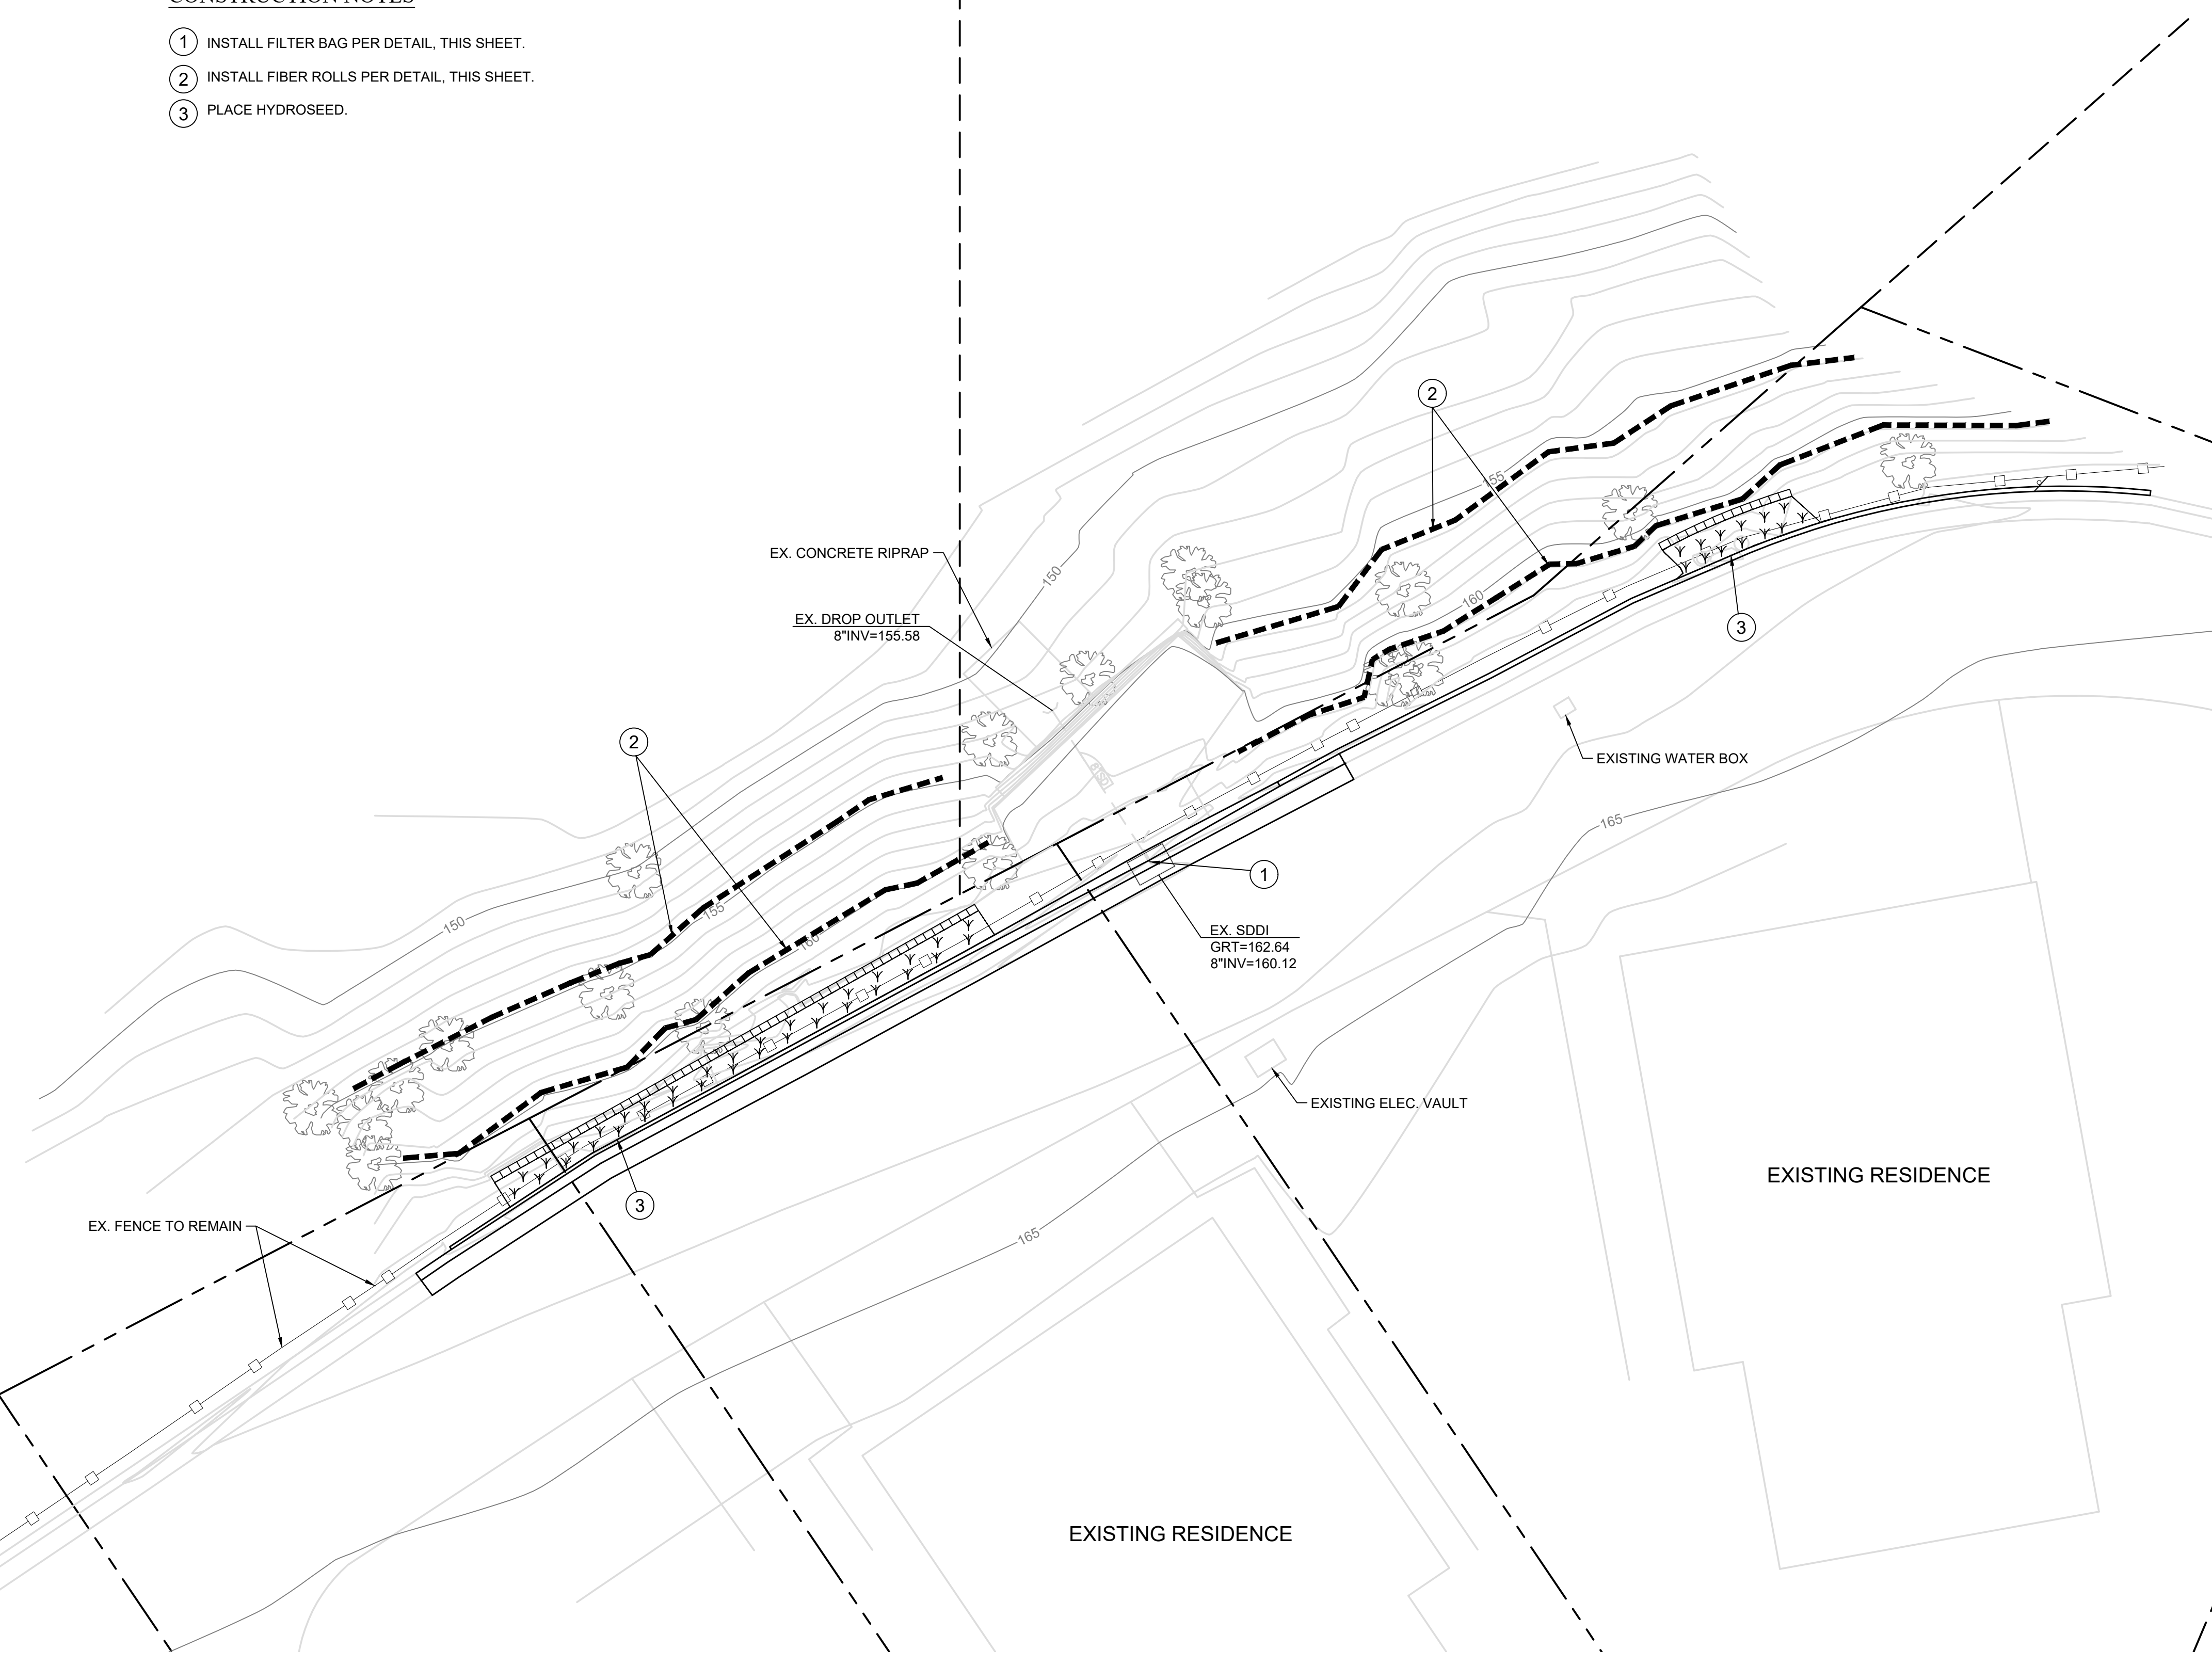 CONSTRUCTION NOTES
1 INSTALL FILTER BAG PER DETAIL, THIS SHEET.
2 INSTALL FIBER ROLLS PER DETAIL, THIS SHEET.
3 PLACE HYDROSEED.
2
155
EX. CONCRETE RIPRAP
150
160
EX. DROP OUTLET
8"INV=155.58
3
2
EXISTING WATER BOX
8"SD
165
1
155
150
160
EX. SDDI
GRT=162.64
8"INV=160.12
EXISTING ELEC. VAULT
EXISTING RESIDENCE
3
EX. FENCE TO REMAIN
165
EXISTING RESIDENCE